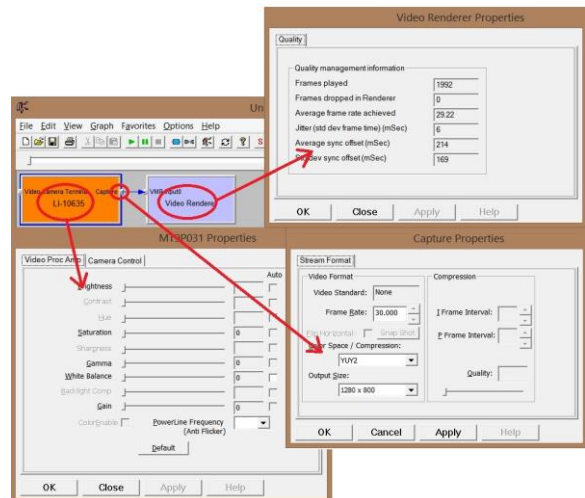 Video Renderer Properties
Quality
Quality management information
Frames played 1992
Frames dropped in Renderer 0
Average frame rate achieved 29.22
Jitter (std dev frame time) (mSec) 6
Average sync offset (mSec) 214
dev sync offset (mSec) 169
OK Close Apply Help
File Edit View Graph Favorites Options Help
Video Camera Capture VMR Input0
LI-10635 Video Rendere
Properties
Video Proc Amp Camera Control
Auto
Brightness
Contrast
Hue
Saturation 0
Sharpness
Gamma 0
White Balance 0
Backlight Comp
Gain 0
ColorEnable PowerLine Frequency
(Anti Flicker)
Default
OK Close Apply Help
Capture Properties
Stream Format
Video Format Compression
Video Standard: None
Frame Rate: 30.000 I Frame Interval:
Flip Horizontal: Snap Shot P Frame Interval:
Color Space / Compression:
YUY2
Quality:
Output Size:
1280 x 800
OK Cancel Apply Help